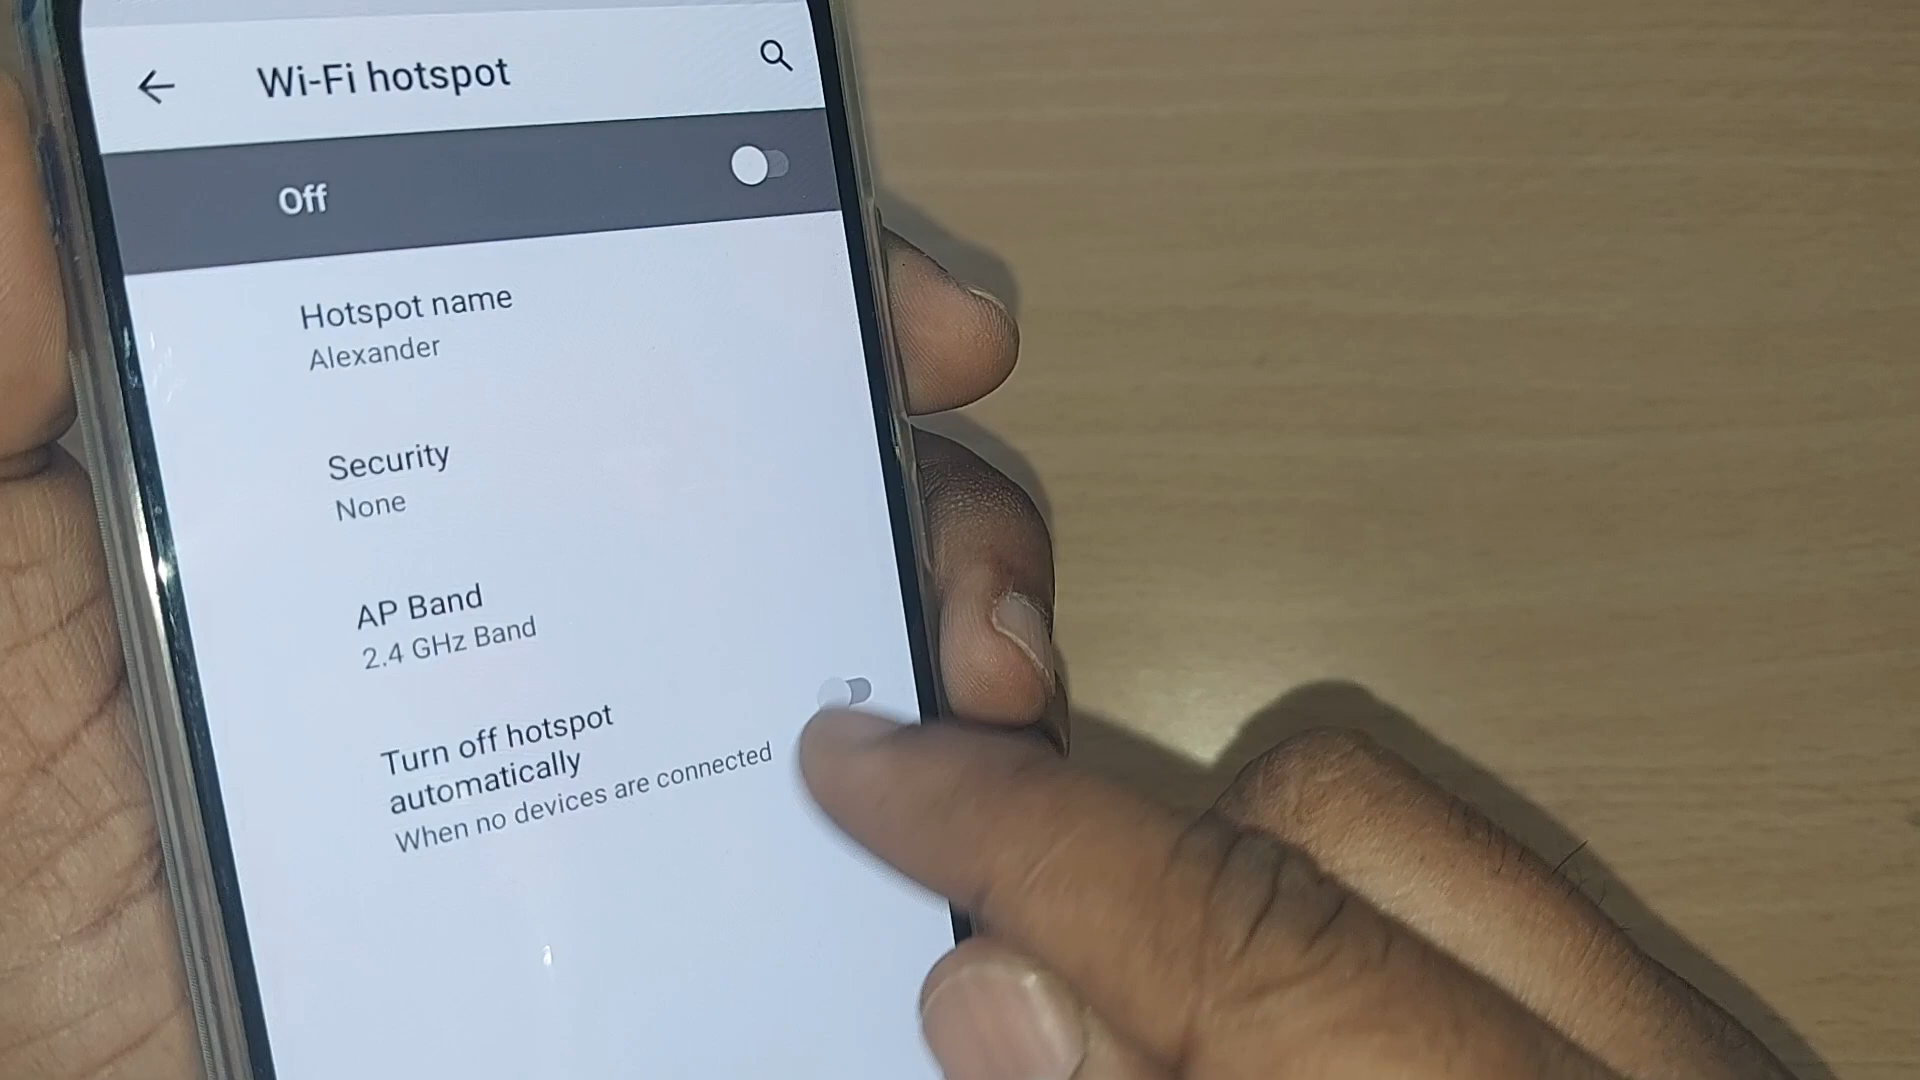 Wi-Fi hotspot
Off
Hotspot name
Alexander
Security
None
AP Band
2.4 GHz Band
Turn off hotspot
automatically
When no devices are connected